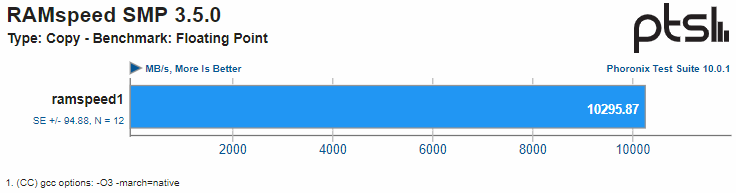 RAMspeed SMP 3.5.0
Type: Copy - Benchmark: Floating Point
ptsl
MB/s, More Is Better
Phoronix Test Suite 10.0.1
ramspeed1
SE +/- 94.88, N = 12
10295.87
2000 4000 6000 8000 10000
1. (CC) gcc options: -O3 -march=native